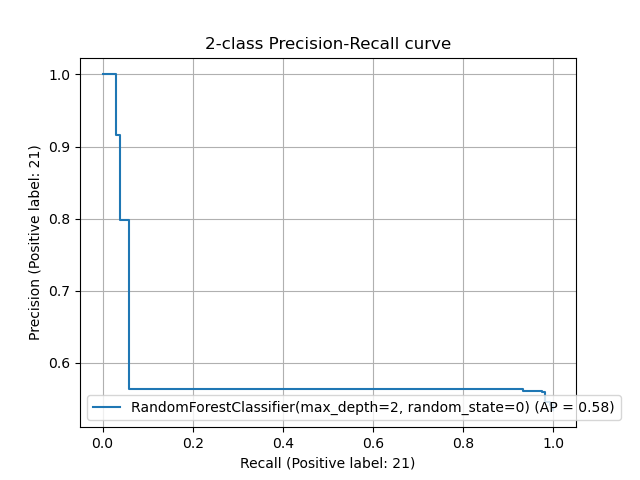 2-class Precision-Recall curve
Precision (Positive label: 21)
1.0
0.9
0.8
0.7
0.6
RandomForestClassifier(max_depth=2, random_state=0) (AP = 0.58)
0.0 0.2 0.4 0.6 0.8 1.0
Recall (Positive label: 21)